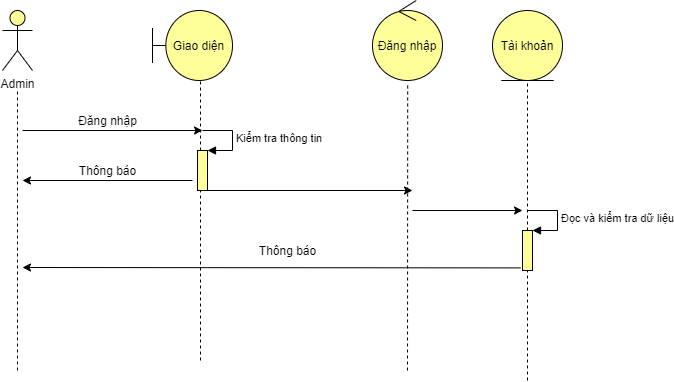 Admin
Giao diện
Đăng nhập
Tài khoản
Đăng nhập
Kiểm tra thông tin
Thông báo
Đọc và kiểm tra dữ liệu
Thông báo